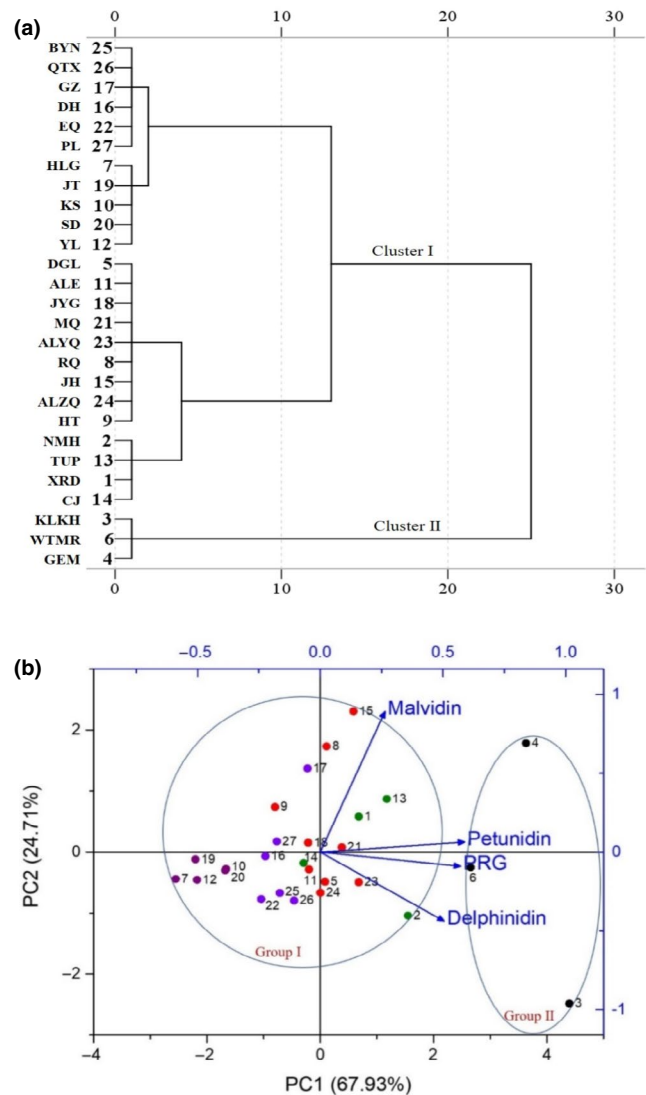 (a)
0 10 20 30
BYN 25
QTX 26
GZ 17
DH 16
EQ 22
PL 27
HLG 7
JT 19
KS 10
SD 20
YL 12
DGL 5
ALE 11
JYG 18
MQ 21
ALYQ 23
RQ 8
JH 15
ALZQ 24
HT 9
NMH 2
TUP 13
XRD 1
CJ 14
KLKH 3
WTMR 6
GEM 4
Cluster I
Cluster II
0 10 20 30
(b)
–0.5 0.0 0.5 1.0
1
0
-1
2
0
–2
PC2 (24.71%)
15
Malvidin
8
4
17
13
9
1
27
18
21
Petunidin
16
14
PRG
19
10
11
6
7
12
20
5
23
25
24
22
26
2
Delphinidin
Group I
3
Group II
–4 –2 0 2 4
PC1 (67.93%)